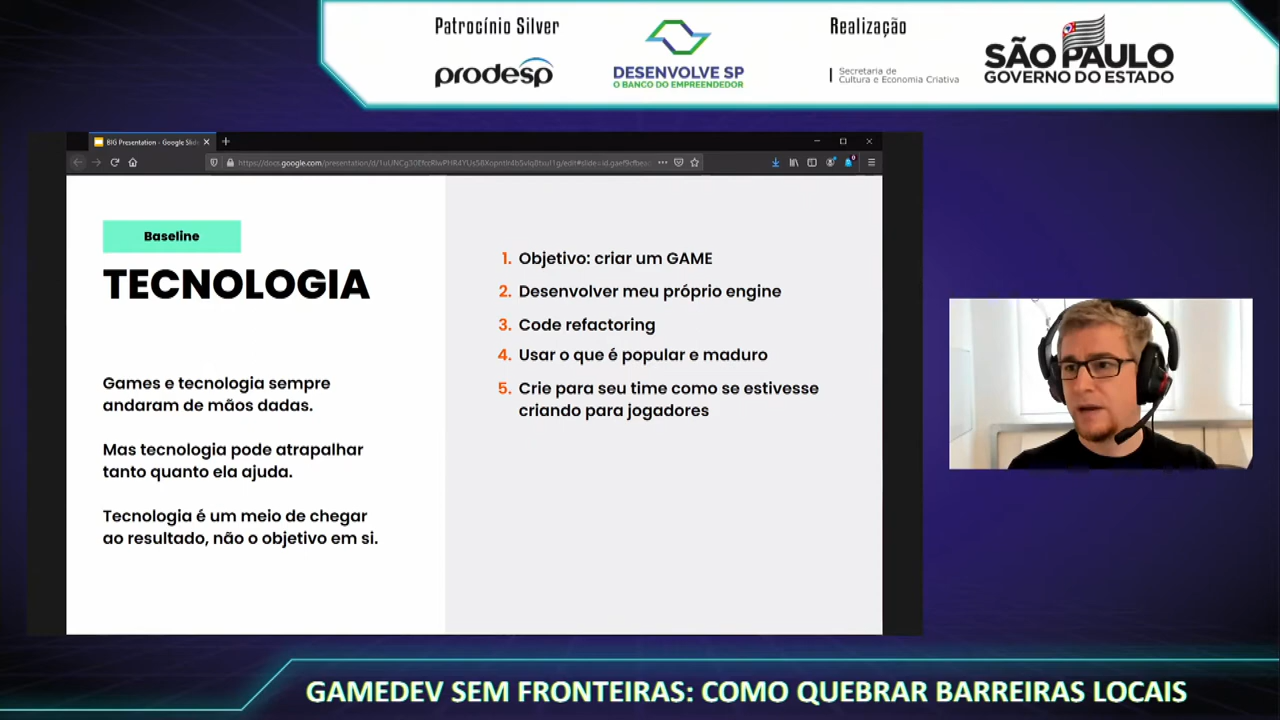 Patrocínio Silver
prodesp
DESENVOLVE SP
O BANCO DO EMPREENDEDOR
Realização
Secretaria de
Cultura e Economia Criativa
SÃO PAULO
GOVERNO DO ESTADO
BIG Presentation - Google Slid
Baseline
TECNOLOGIA
Games e tecnologia sempre
andaram de mãos dadas.
Mas tecnologia pode atrapalhar
tanto quanto ela ajuda.
Tecnologia é um meio de chegar
ao resultado, não o objetivo em si.
1. Objetivo: criar um GAME
2. Desenvolver meu próprio engine
3. Code refactoring
4. Usar o que é popular e maduro
5. Crie para seu time como se estivesse
criando para jogadores
GAMEDEV SEM FRONTEIRAS: COMO QUEBRAR BARREIRAS LOCAIS